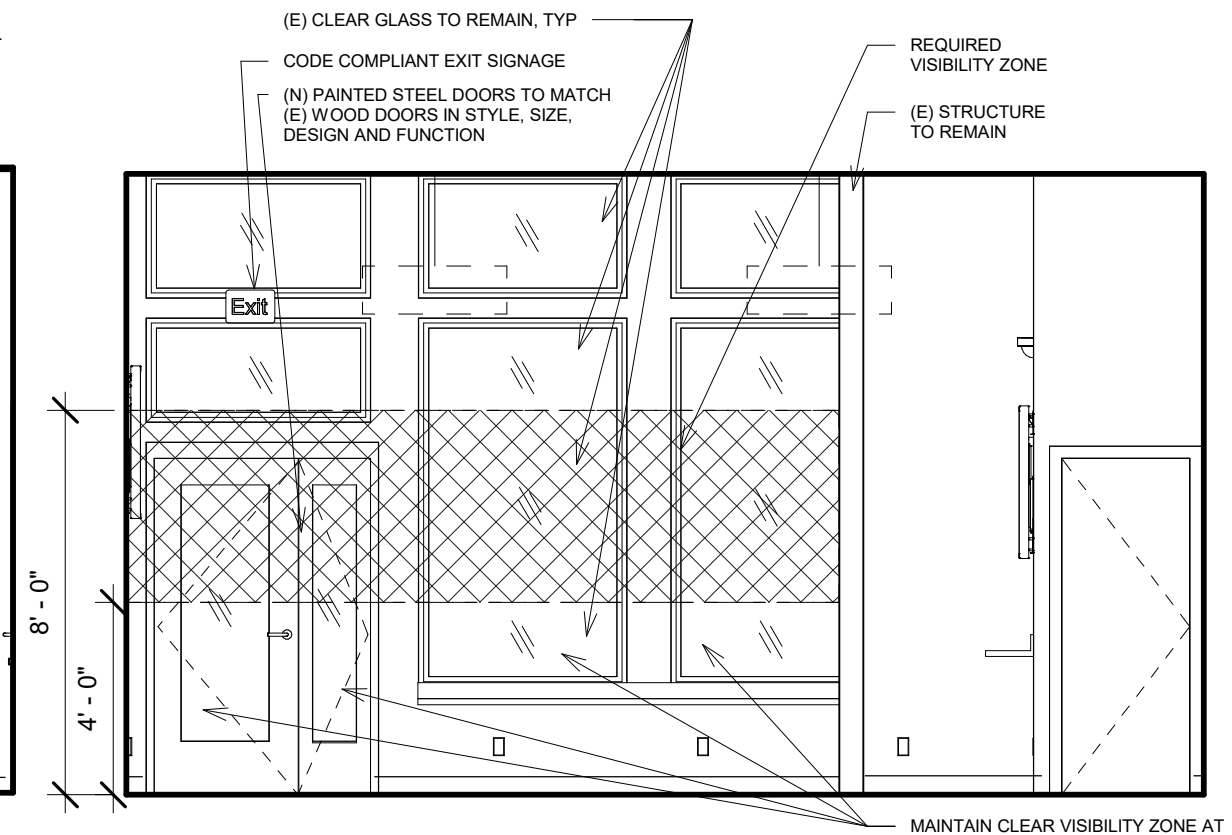 (E) CLEAR GLASS TO REMAIN, TYP
CODE COMPLIANT EXIT SIGNAGE
(N) PAINTED STEEL DOORS TO MATCH
(E) WOOD DOORS IN STYLE, SIZE,
DESIGN AND FUNCTION
REQUIRED
VISIBILITY ZONE
(E) STRUCTURE
TO REMAIN
Exit
8' - 0"
4' - 0"
MAINTAIN CLEAR VISIBILITY ZONE AT